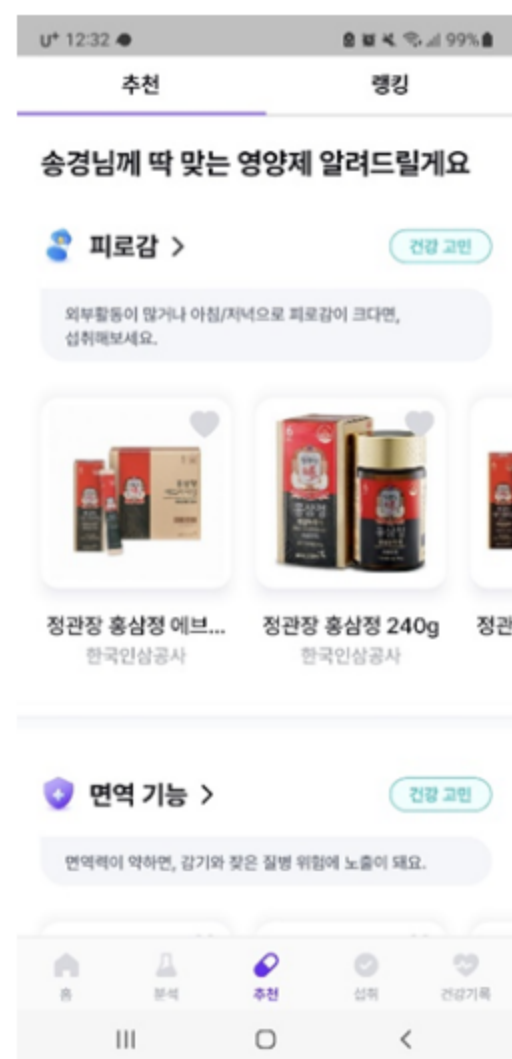 U+ 12:32
99%
추천
랭킹
송경님께 딱 맞는 영양제 알려드릴게요
피로감 >
건강 고민
외부활동이 많거나 아침/저녁으로 피로감이 크다면,
섭취해보세요.
홍삼정
정관장 홍삼정 에브...
한국인삼공사
정관장 홍삼정 240g
한국인삼공사
정관
면역 기능 >
건강 고민
면역력이 약하면, 감기와 잦은 질병 위험에 노출이 돼요.
홈
분석
추천
섭취
건강기록